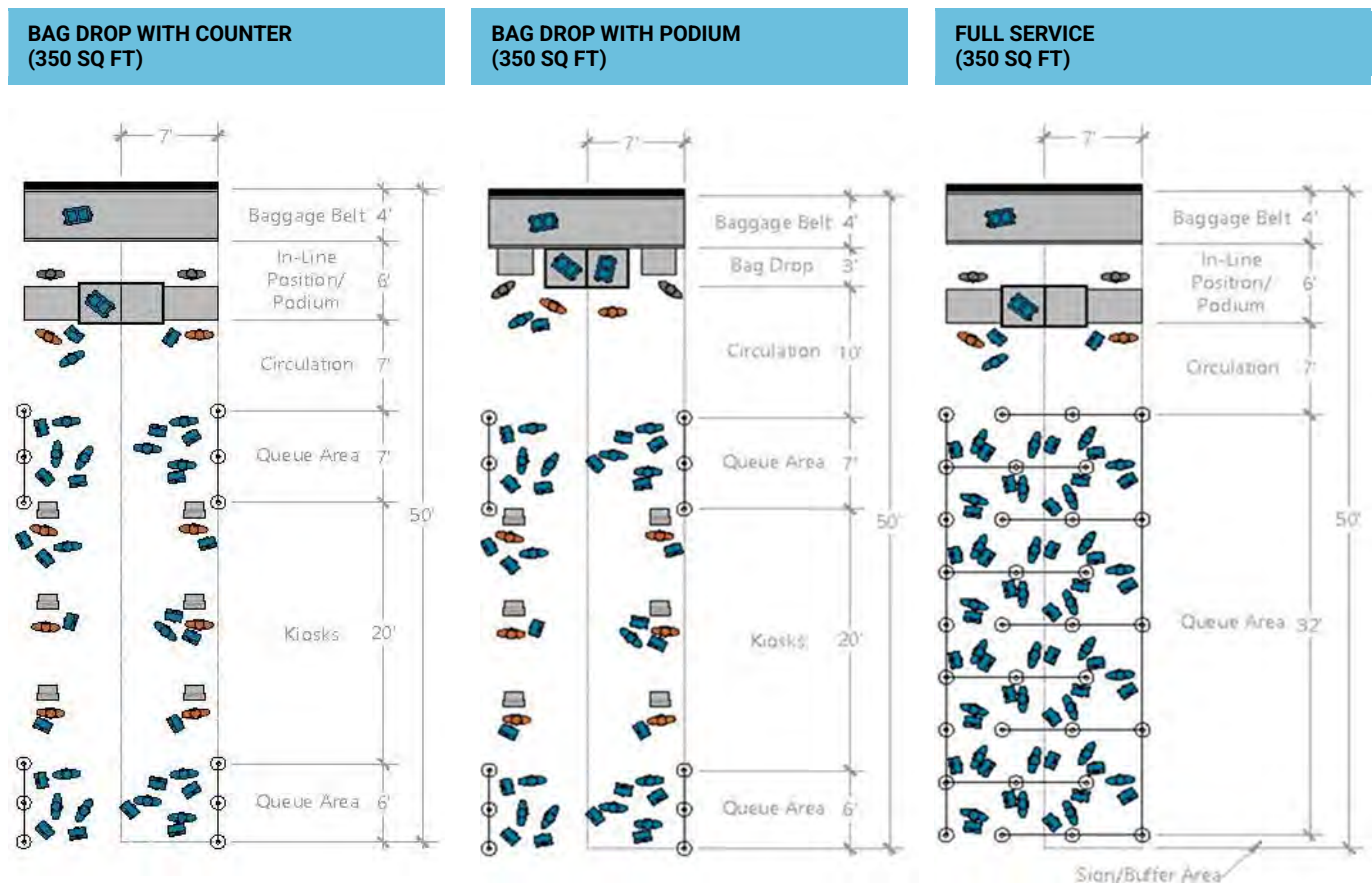 BAG DROP WITH COUNTER
(350 SQ FT)
7'
Baggage Belt 4'
In-Line
Position/
Podium
6'
Circulation 7'
Queue Area 7'
50'
Kiosks 20'
Queue Area 6'
BAG DROP WITH PODIUM
(350 SQ FT)
7'
Baggage Belt 4'
Bag Drop 3'
Circulation 10'
Queue Area 7'
50'
Kiosks 20'
Queue Area 6'
FULL SERVICE
(350 SQ FT)
7'
Baggage Belt 4'
In-Line
Position/
Podium
6'
Circulation 7'
50'
Queue Area 32'
Sign/Buffer Area